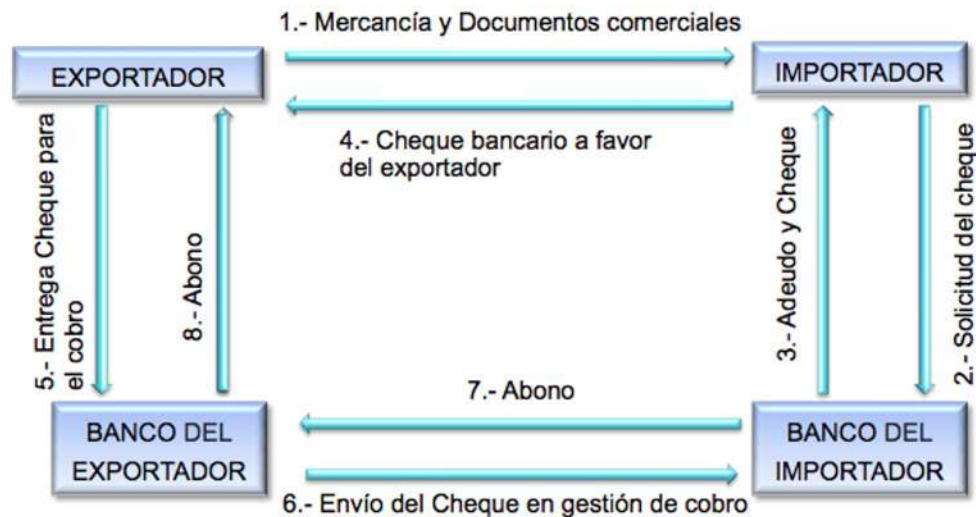 1.- Mercancía y Documentos comerciales
EXPORTADOR
IMPORTADOR
4.- Cheque bancario a favor
del exportador
5.- Entrega Cheque para
el cobro
8.- Abono
3.- Adeudo y Cheque
2.- Solicitud del cheque
7.- Abono
BANCO DEL
EXPORTADOR
BANCO DEL
IMPORTADOR
6.- Envío del Cheque en gestión de cobro